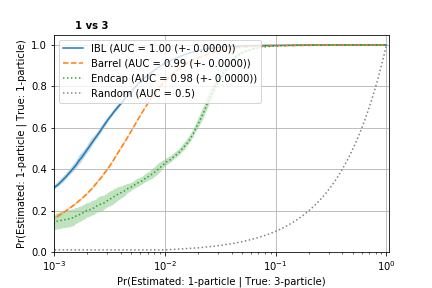 1 vs 3
IBL (AUC = 1.00 (+- 0.0000))
Barrel (AUC = 0.99 (+- 0.0000))
Endcap (AUC = 0.98 (+- 0.0000))
Random (AUC = 0.5)
Pr(Estimated: 1-particle | True: 1-particle)
1.0
0.8
0.6
0.4
0.2
0.0
10⁻³
10⁻²
10⁻¹
10⁰
Pr(Estimated: 1-particle | True: 3-particle)